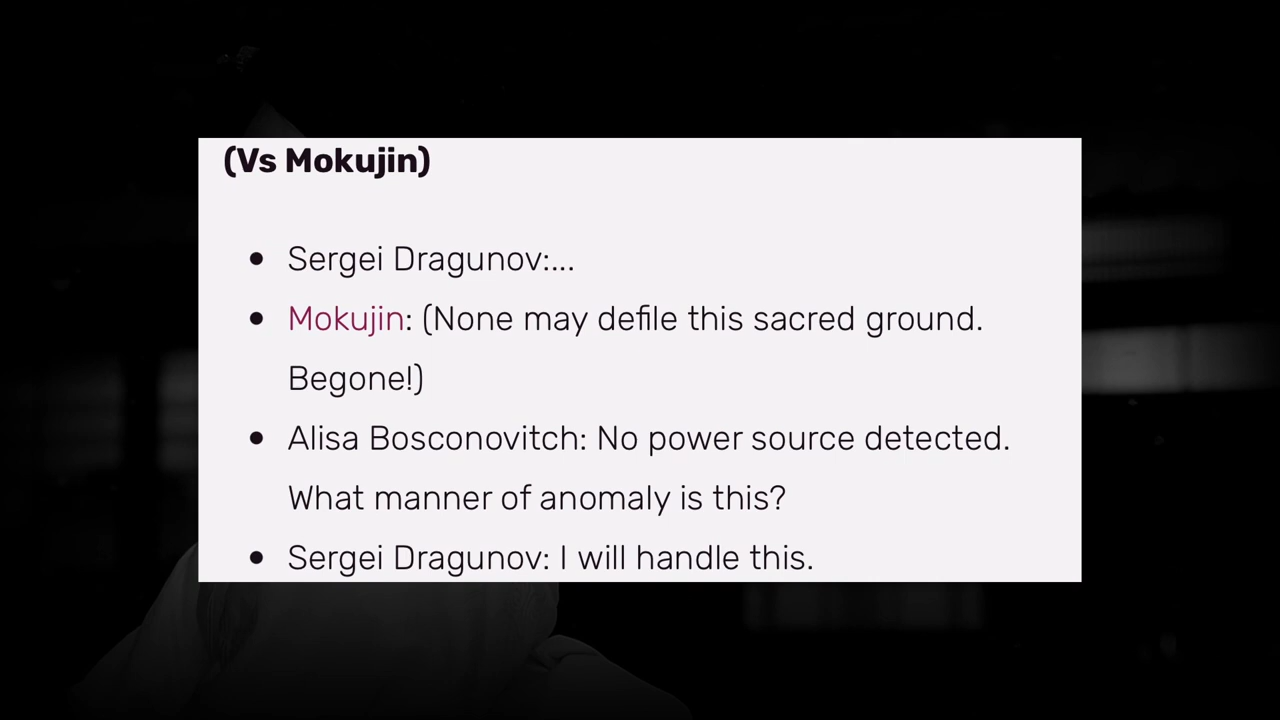 (Vs Mokujin)
• Sergei Dragunov:...
• Mokujin: (None may defile this sacred ground.
Begone!)
• Alisa Bosconovitch: No power source detected.
What manner of anomaly is this?
• Sergei Dragunov: I will handle this.